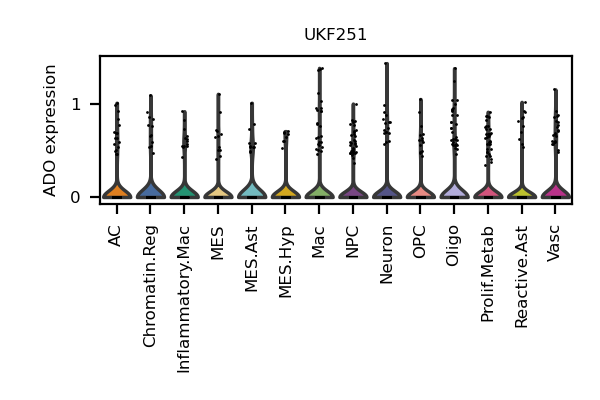 UKF251
ADO expression
1
0
AC
Chromatin.Reg
Inflammatory.Mac
MES
MES.Ast
MES.Hyp
Mac
NPC
Neuron
OPC
Oligo
Prolif.Metab
Reactive.Ast
Vasc